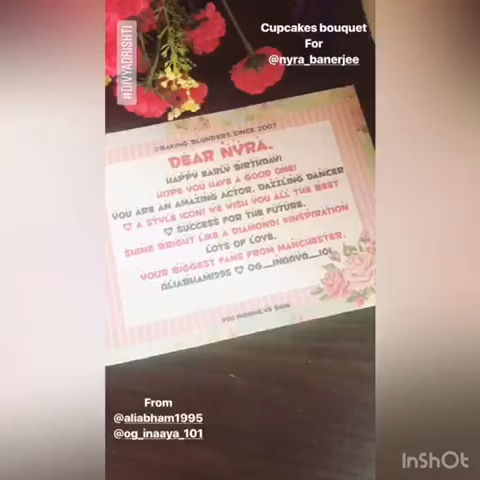 Cupcakes bouquet
For
@nyra_banerjee
#DIVYADRISHTI
@BAKING BLUNDERS SINCE 2007
DEAR NYRA.
HAPPY EARLY BIRTHDAY!
HOPE YOU HAVE A GOOD ONE!
YOU ARE AN AMAZING ACTOR, DAZZLING DANCER
♡ A STYLE ICON! WE WISH YOU ALL THE BEST
♡ SUCCESS FOR THE FUTURE.
SHINE BRIGHT LIKE A DIAMOND! #INSPIRATION
LOTS OF LOVE,
YOUR BIGGEST FANS FROM MANCHESTER.
ALIABHAM1995 ♡ OG_INAAYA_101
From
@aliabham1995
@og_inaaya_101
InShOt